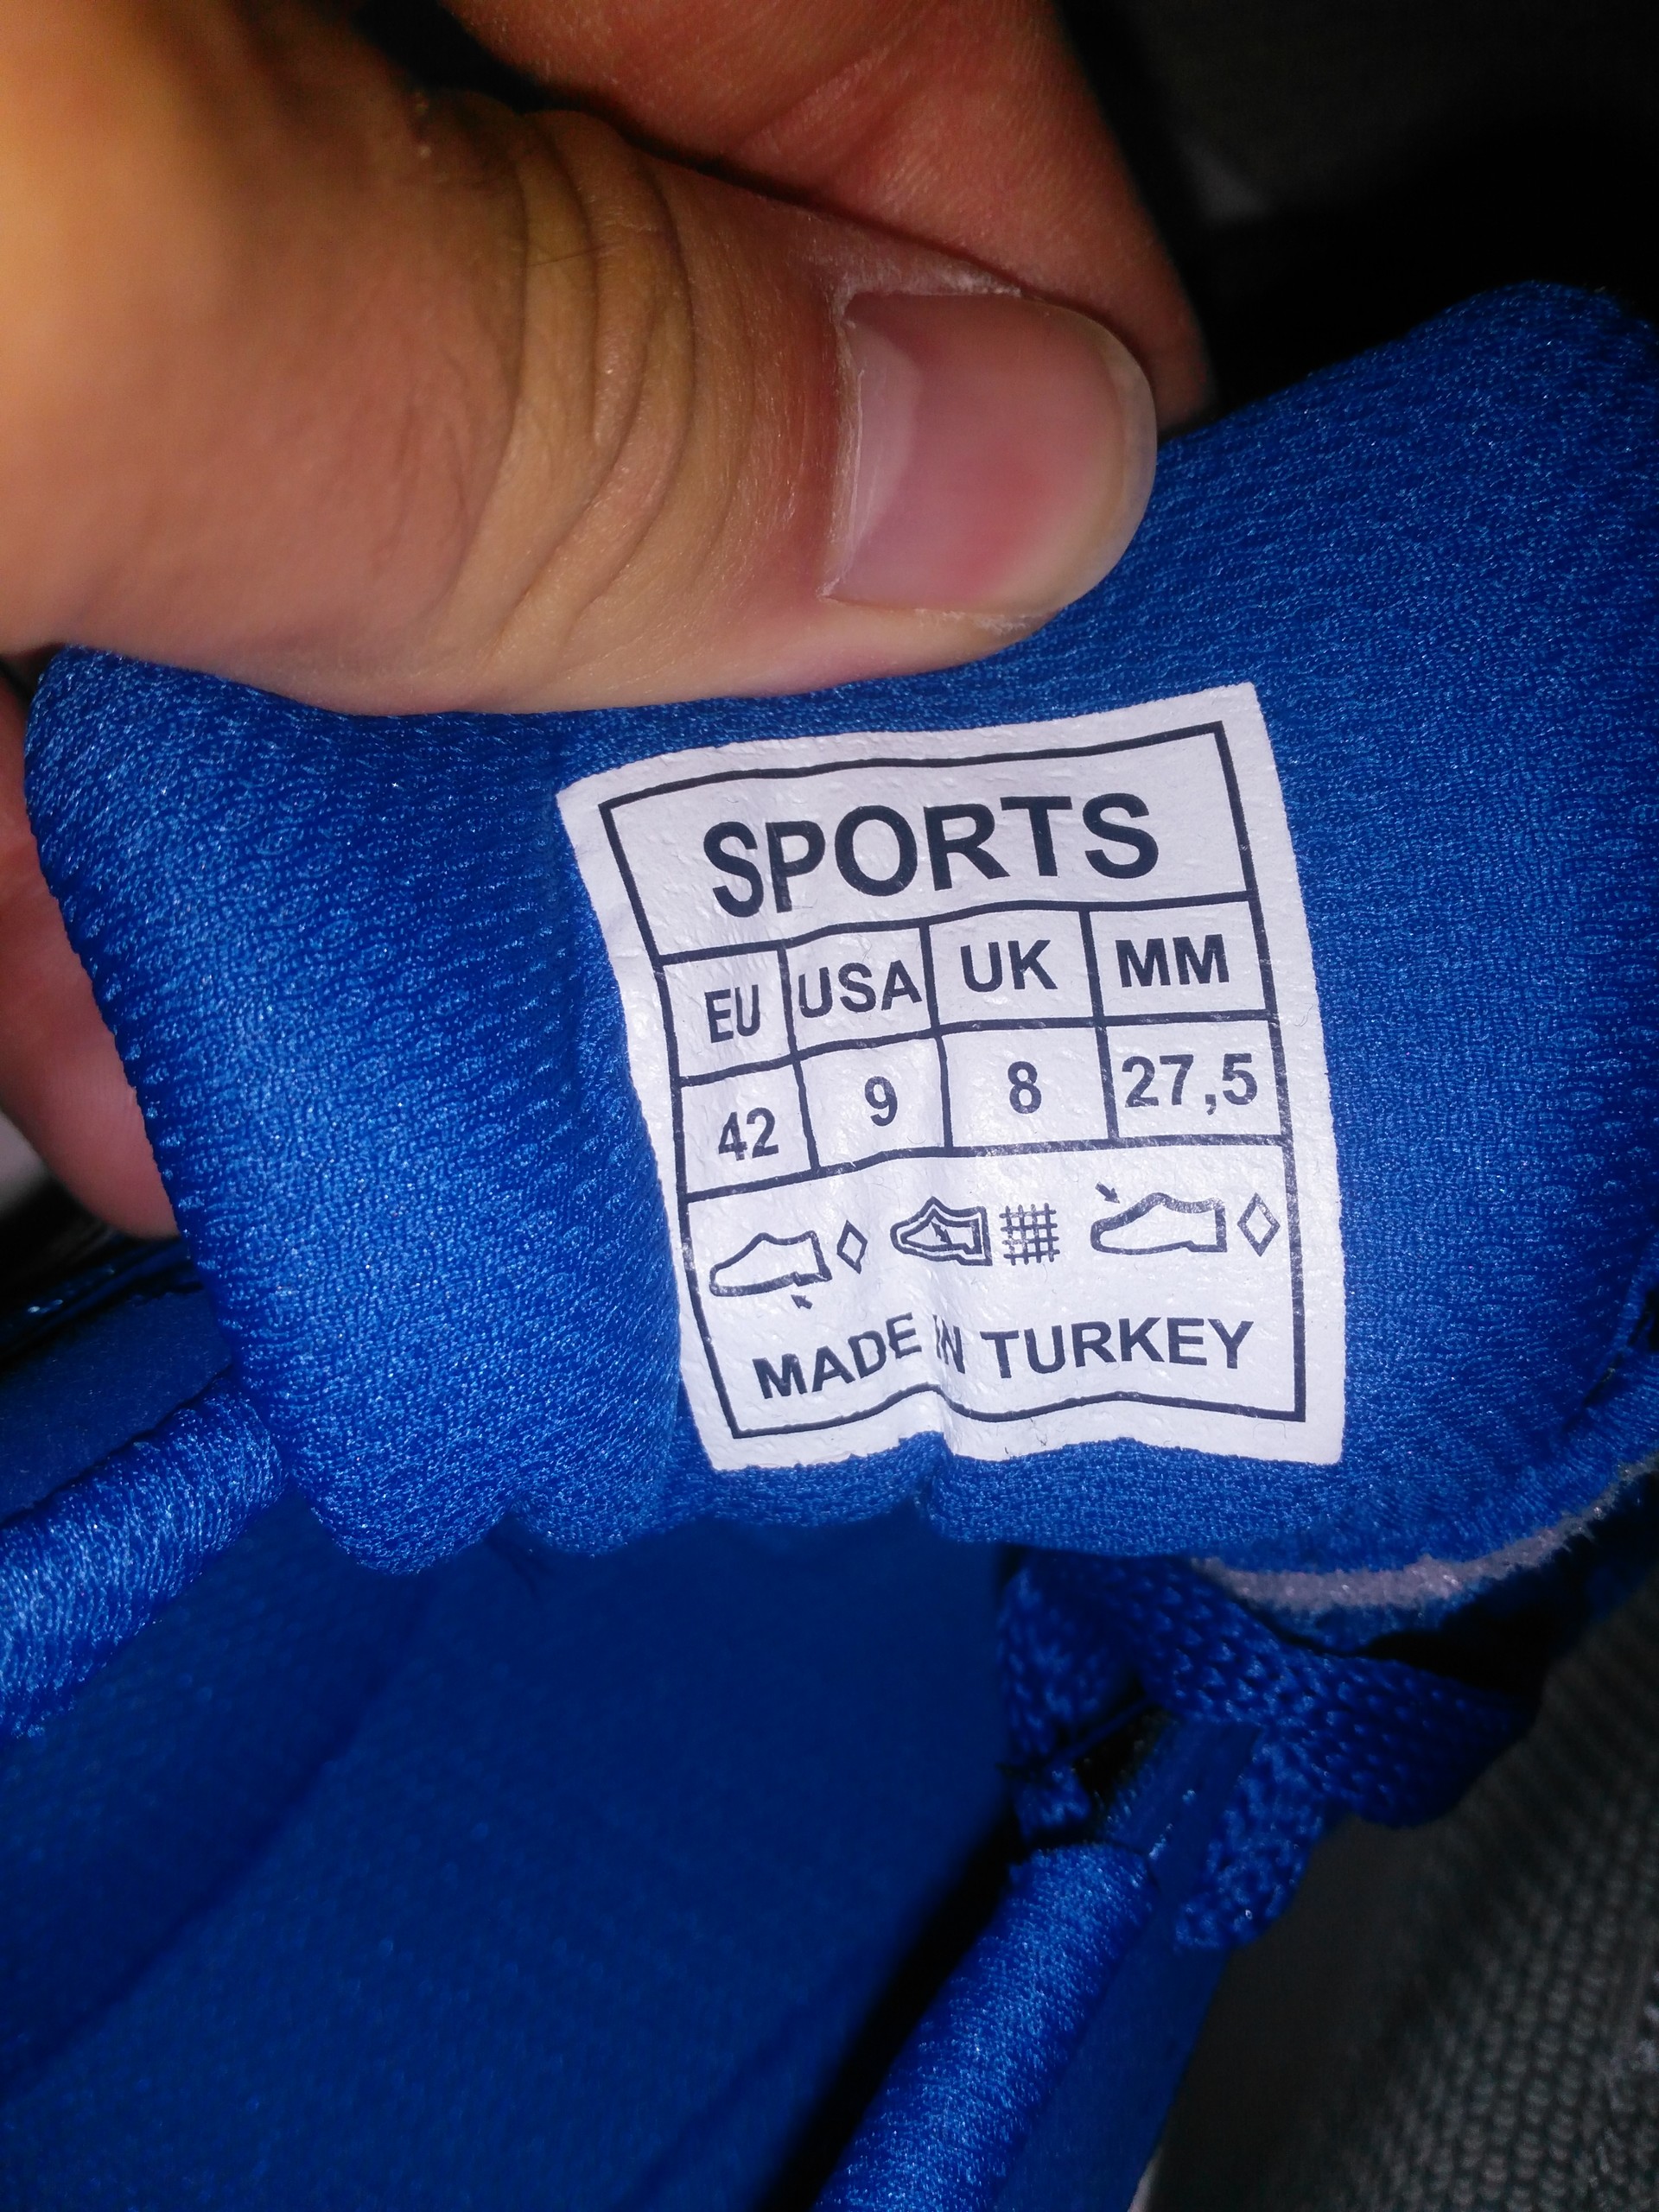 SPORTS
EU USA UK MM
42 9 8 27,5
MADE IN TURKEY